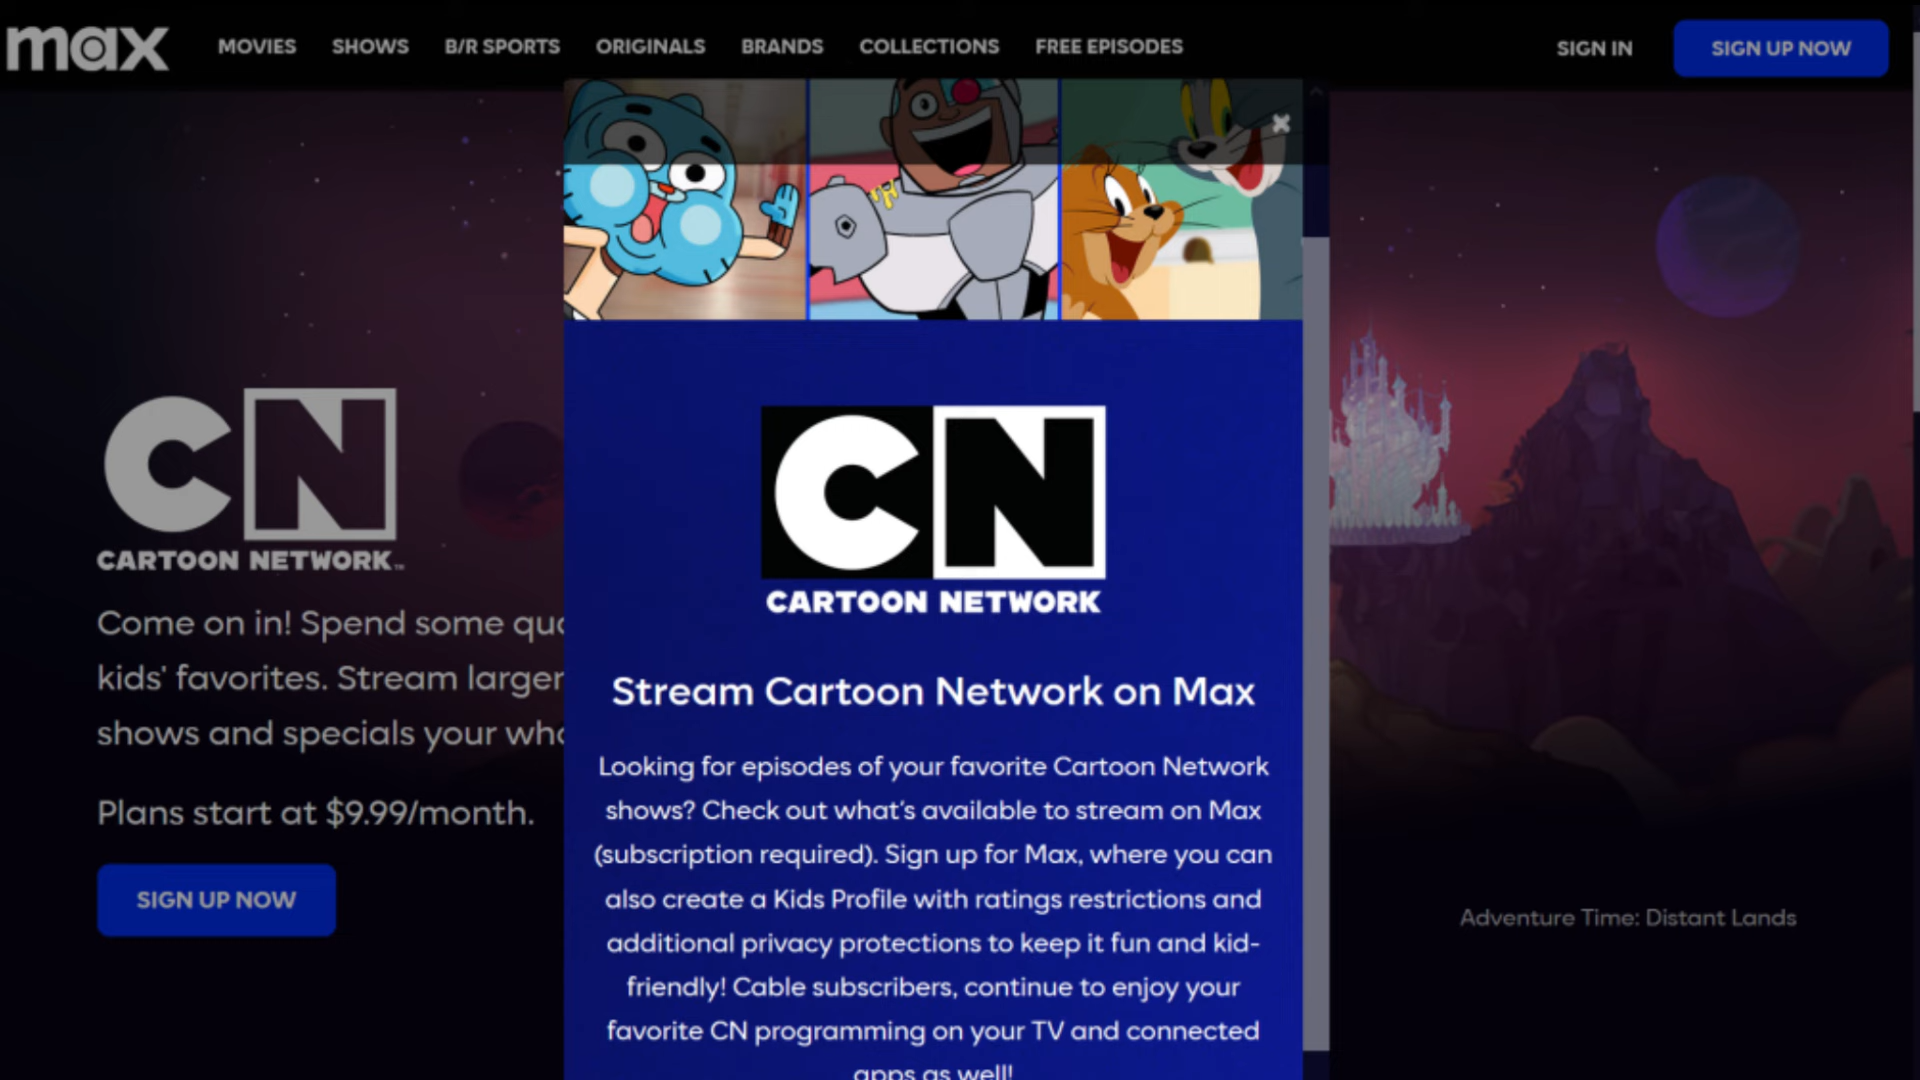 max
MOVIES SHOWS B/R SPORTS ORIGINALS BRANDS COLLECTIONS FREE EPISODES
SIGN IN SIGN UP NOW
CN
CARTOON NETWORK™
Come on in! Spend some
kids' favorites. Stream larger
shows and specials your
Plans start at $9.99/month.
SIGN UP NOW
CN
CARTOON NETWORK
Stream Cartoon Network on Max
Looking for episodes of your favorite Cartoon Network
shows? Check out what's available to stream on Max
(subscription required). Sign up for Max, where you can
also create a Kids Profile with ratings restrictions and
additional privacy protections to keep it fun and kid-
friendly! Cable subscribers, continue to enjoy your
favorite CN programming on your TV and connected
apps as well!
Adventure Time: Distant Lands